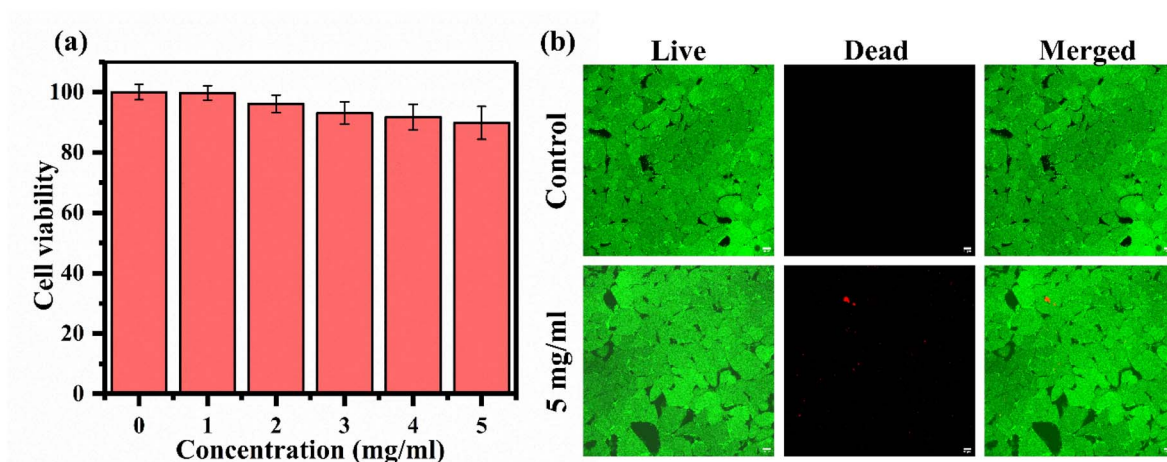 (a)
Cell viability
100
80
60
40
20
0
0 1 2 3 4 5
Concentration (mg/ml)
(b)
Live Dead Merged
Control
5 mg/ml